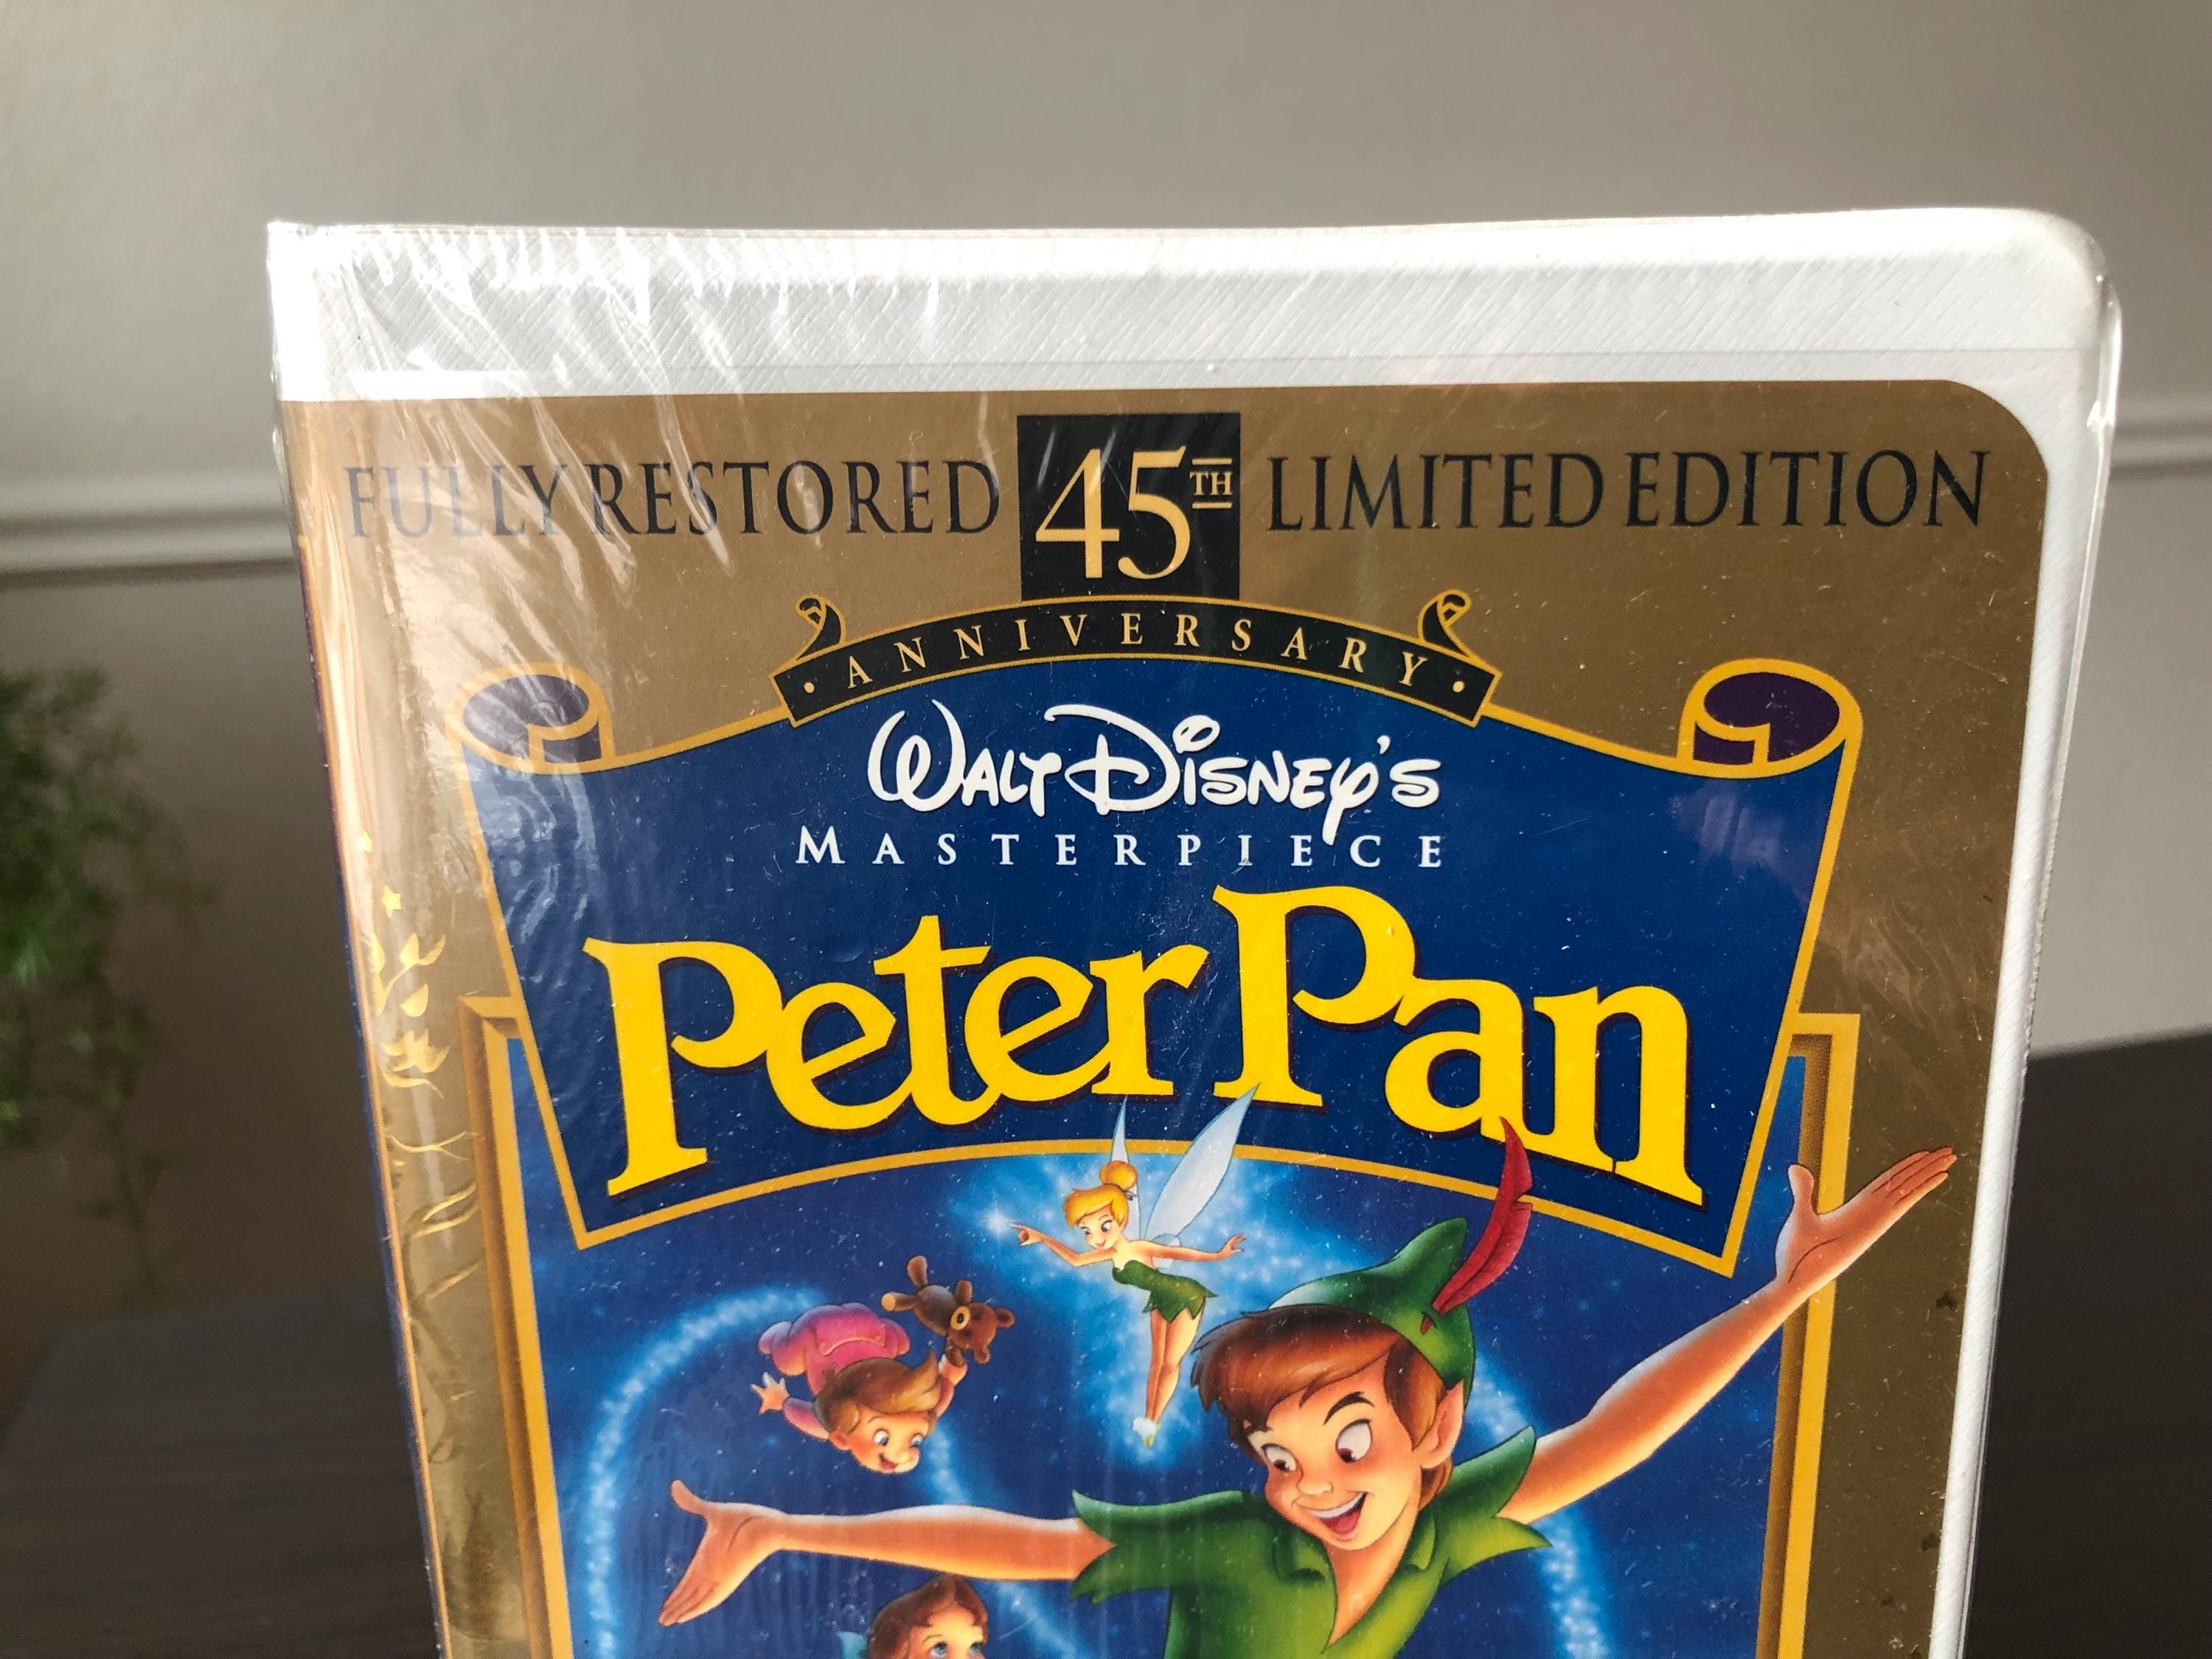 FULLY RESTORED 45TH LIMITED EDITION
• ANNIVERSARY •
WALT DISNEY'S
MASTERPIECE
Peter Pan